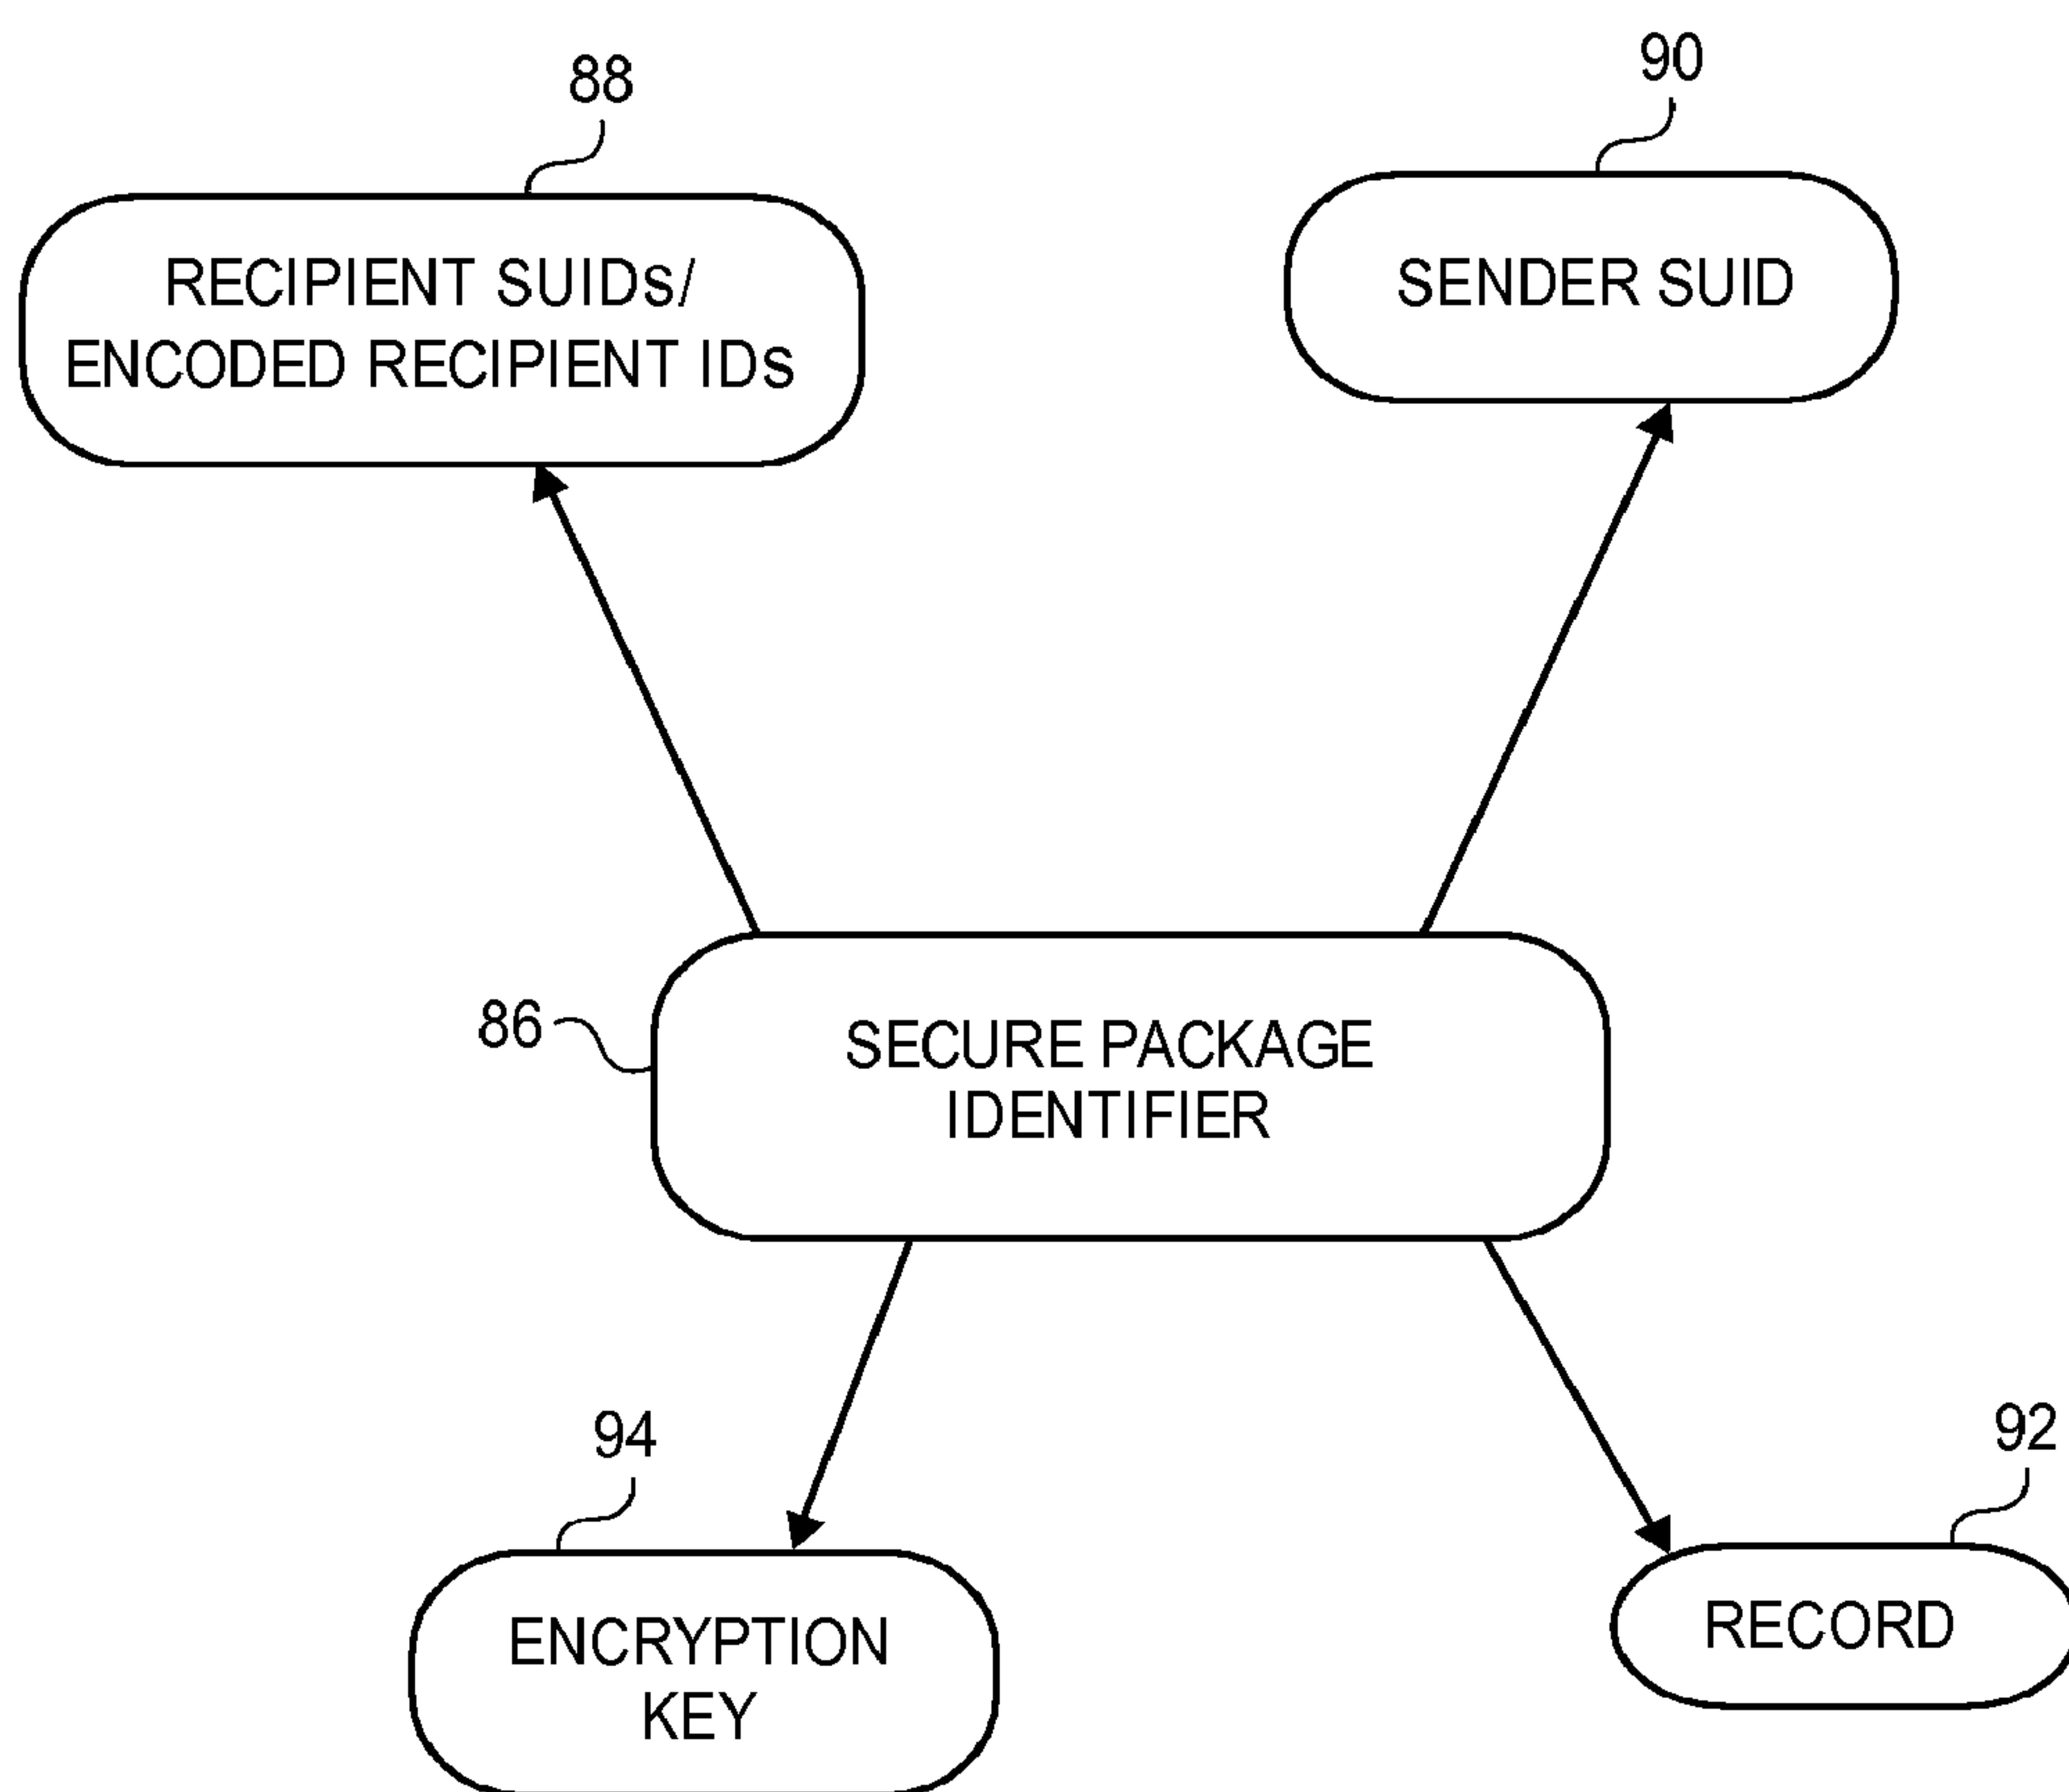 88
90
RECIPIENT SUIDs/
ENCODED RECIPIENT IDs
SENDER SUID
86
SECURE PACKAGE
IDENTIFIER
94
92
ENCRYPTION
KEY
RECORD